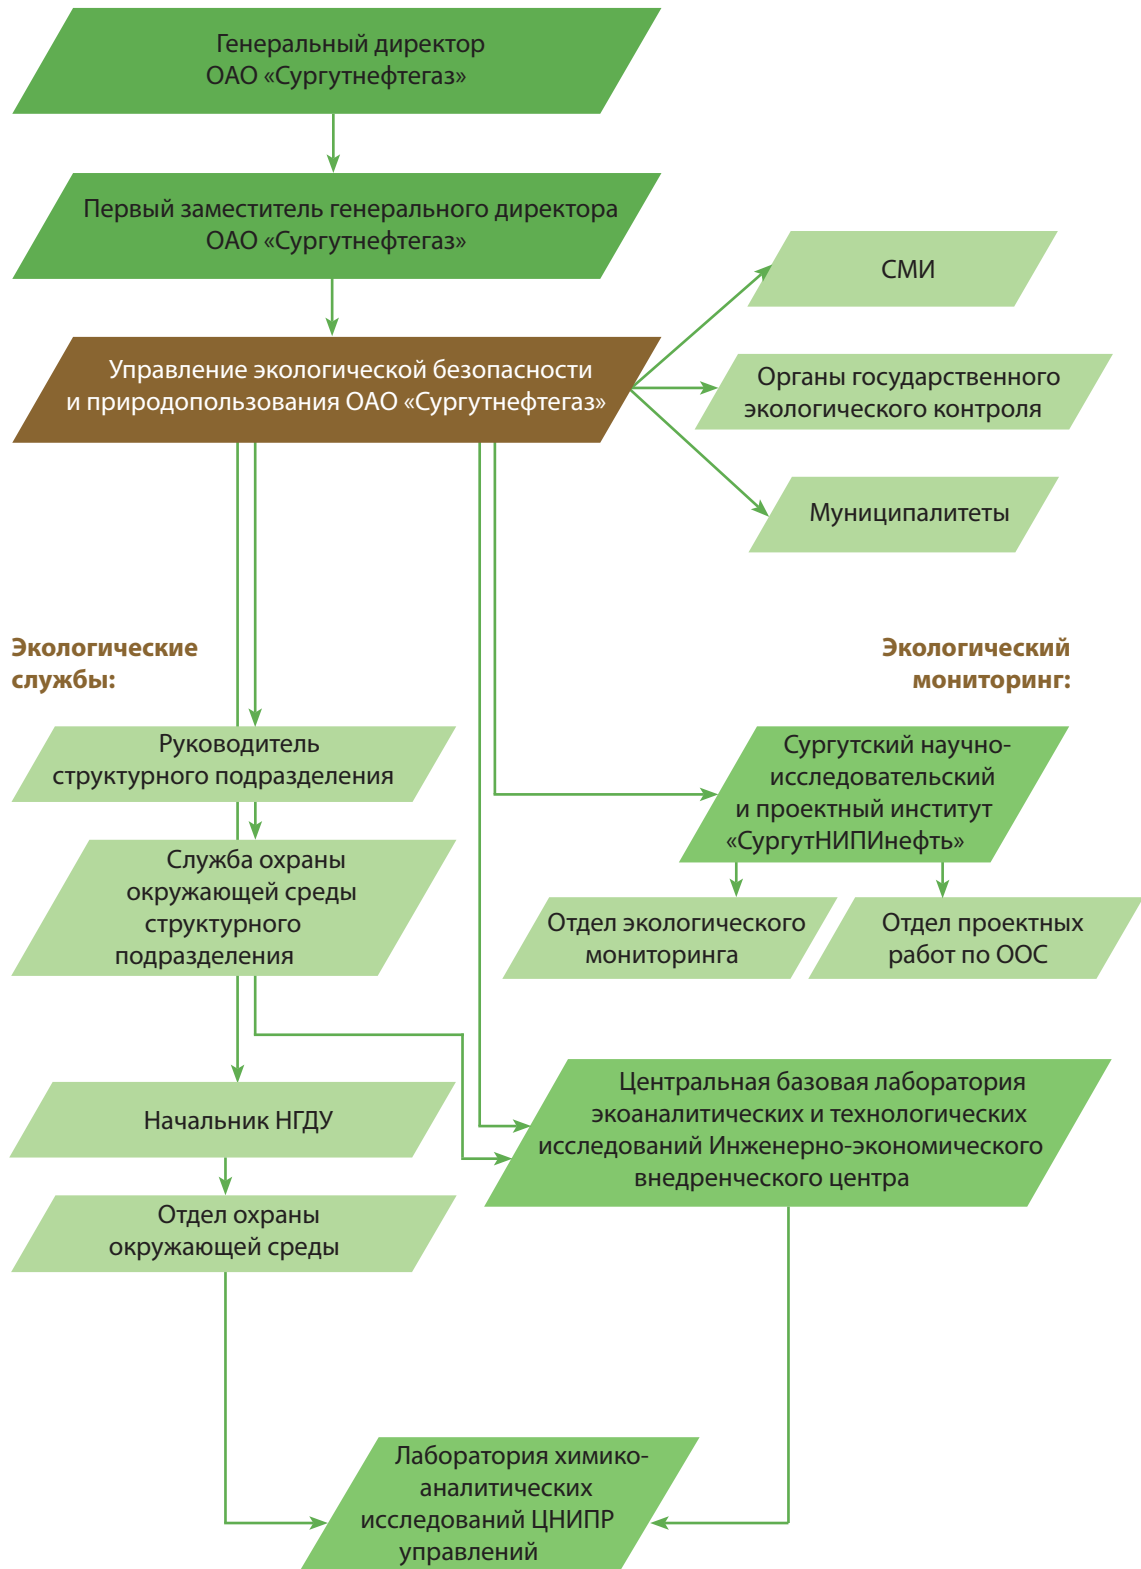 Генеральный директор
ОАО «Сургутнефтегаз»
Первый заместитель генерального директора
ОАО «Сургутнефтегаз»
Управление экологической безопасности
и природопользования ОАО «Сургутнефтегаз»
СМИ
Органы государственного
экологического контроля
Муниципалитеты
Экологические
службы:
Руководитель
структурного подразделения
Служба охраны
окружающей среды
структурного
подразделения
Начальник НГДУ
Отдел охраны
окружающей среды
Экологический
мониторинг:
Сургутский научно-
исследовательский
и проектный институт
«СургутНИПИнефть»
Отдел экологического
мониторинга
Отдел проектных
работ по ООС
Центральная базовая лаборатория
экоаналитических и технологических
исследований Инженерно-экономического
внедренческого центра
Лаборатория химико-
аналитических
исследований ЦНИПР
управлений